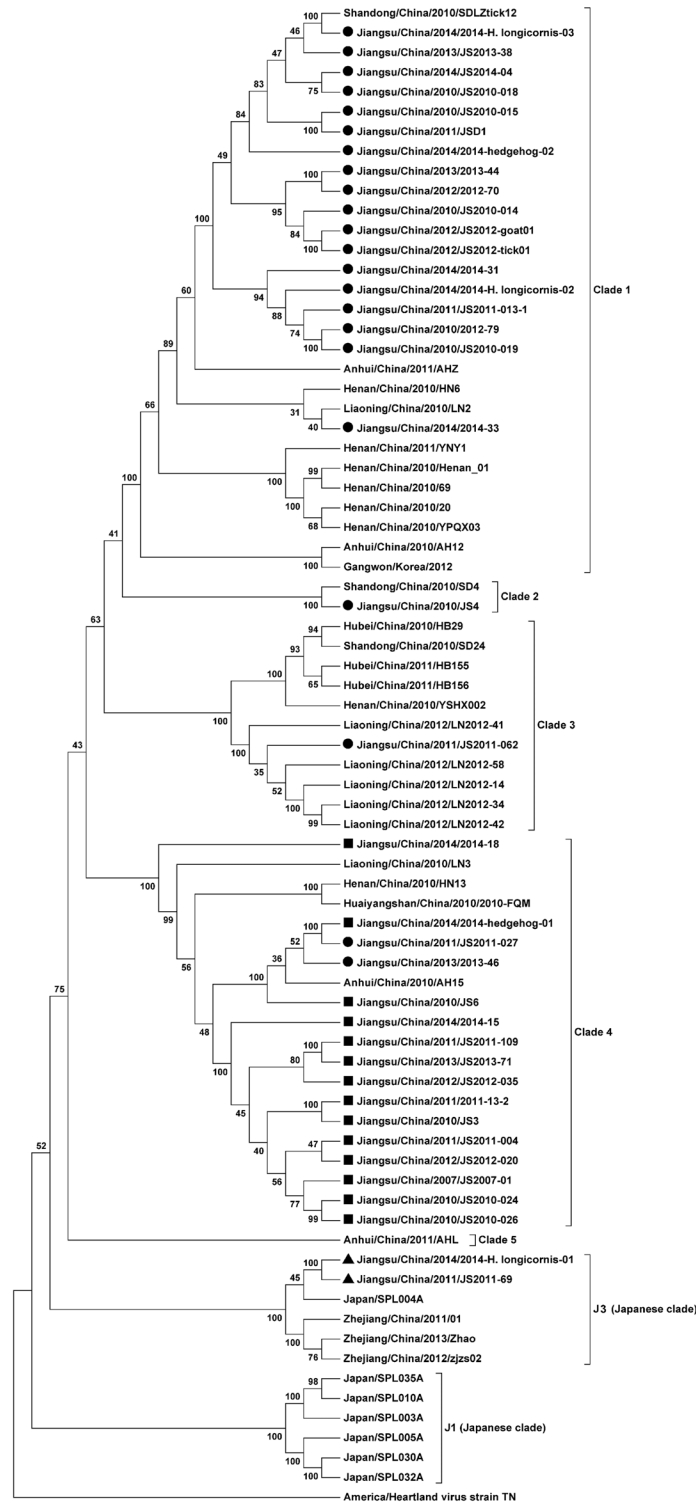 Shandong/China/2010/SDLZtick12
Jiangsu/China/2014/2014-H. longicornis-03
Jiangsu/China/2013/JS2013-38
Jiangsu/China/2014/JS2014-04
Jiangsu/China/2010/JS2010-018
Jiangsu/China/2010/JS2010-015
Jiangsu/China/2011/JSD1
Jiangsu/China/2014/2014-hedgehog-02
Jiangsu/China/2013/2013-44
Jiangsu/China/2012/2012-70
Jiangsu/China/2010/JS2010-014
Jiangsu/China/2012/JS2012-goat01
Jiangsu/China/2012/JS2012-tick01
Jiangsu/China/2014/2014-31
Jiangsu/China/2014/2014-H. longicornis-02
Jiangsu/China/2011/JS2011-013-1
Jiangsu/China/2010/2012-79
Jiangsu/China/2010/JS2010-019
Anhui/China/2011/AHZ
Henan/China/2010/HN6
Liaoning/China/2010/LN2
Jiangsu/China/2014/2014-33
Henan/China/2011/YNY1
Henan/China/2010/Henan_01
Henan/China/2010/69
Henan/China/2010/20
Henan/China/2010/YPQX03
Anhui/China/2010/AH12
Gangwon/Korea/2012
Clade 1
Shandong/China/2010/SD4
Jiangsu/China/2010/JS4
Clade 2
Hubei/China/2010/HB29
Shandong/China/2010/SD24
Hubei/China/2011/HB155
Hubei/China/2011/HB156
Henan/China/2010/YSHX002
Liaoning/China/2012/LN2012-41
Jiangsu/China/2011/JS2011-062
Liaoning/China/2012/LN2012-58
Liaoning/China/2012/LN2012-14
Liaoning/China/2012/LN2012-34
Liaoning/China/2012/LN2012-42
Clade 3
Jiangsu/China/2014/2014-18
Liaoning/China/2010/LN3
Henan/China/2010/HN13
Huaiyangshan/China/2010/2010-FQM
Jiangsu/China/2014/2014-hedgehog-01
Jiangsu/China/2011/JS2011-027
Jiangsu/China/2013/2013-46
Anhui/China/2010/AH15
Jiangsu/China/2010/JS6
Jiangsu/China/2014/2014-15
Jiangsu/China/2011/JS2011-109
Jiangsu/China/2013/JS2013-71
Jiangsu/China/2012/JS2012-035
Jiangsu/China/2011/2011-13-2
Jiangsu/China/2010/JS3
Jiangsu/China/2011/JS2011-004
Jiangsu/China/2012/JS2012-020
Jiangsu/China/2007/JS2007-01
Jiangsu/China/2010/JS2010-024
Jiangsu/China/2010/JS2010-026
Clade 4
Anhui/China/2011/AHL
Clade 5
Jiangsu/China/2014/2014-H. longicornis-01
Jiangsu/China/2011/JS2011-69
Japan/SPL004A
Zhejiang/China/2011/01
Zhejiang/China/2013/Zhao
Zhejiang/China/2012/zjzs02
J3 (Japanese clade)
Japan/SPL035A
Japan/SPL010A
Japan/SPL003A
Japan/SPL005A
Japan/SPL030A
Japan/SPL032A
J1 (Japanese clade)
America/Heartland virus strain TN
100
46
47
75
83
100
84
49
100
95
84
100
100
94
88
74
100
60
89
31
40
66
100
99
68
100
100
41
100
63
94
93
65
100
100
100
35
52
100
99
43
100
99
100
56
100
52
36
100
48
100
100
80
45
100
40
47
56
77
99
75
52
100
45
100
100
76
98
100
100
100
100